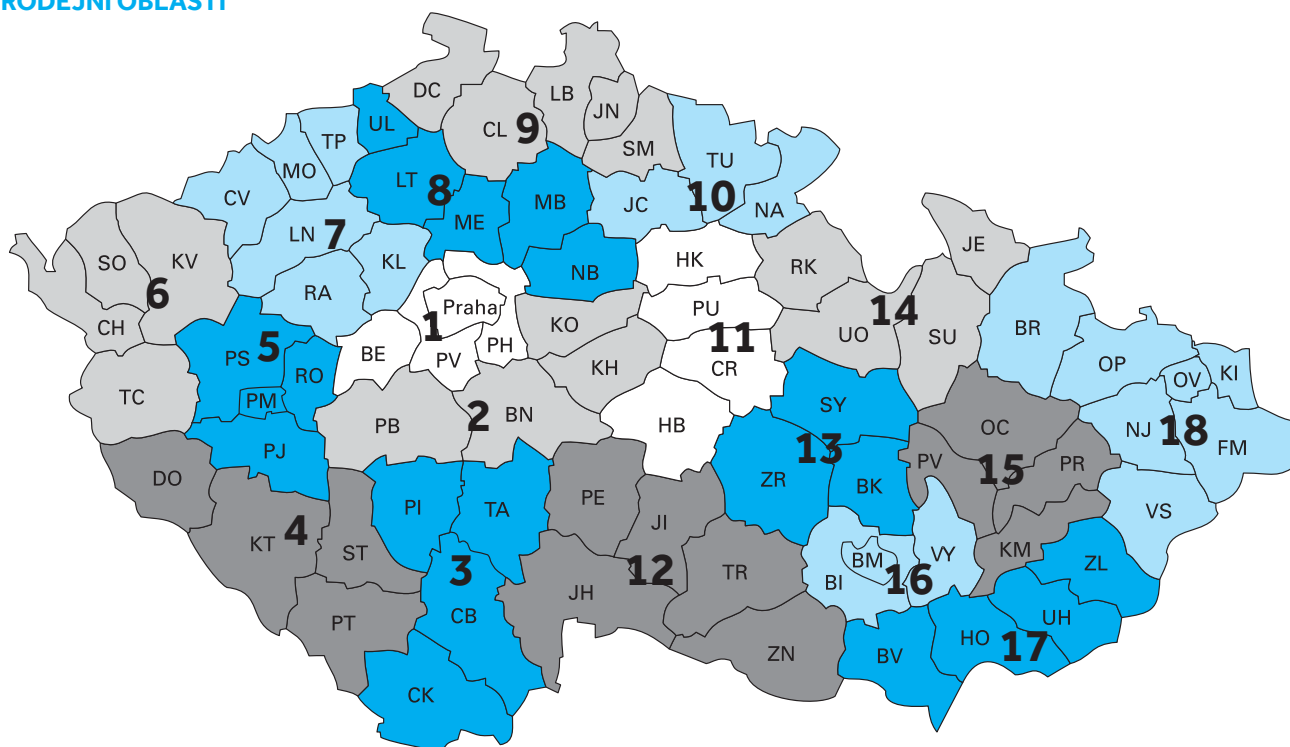 RODEJNÍ OBLASTI
DC
LB
JN
UL
CL
9
TP
SM
MO
TU
LT
8
CV
MB
JC
10
NA
ME
LN
7
JE
SO
KV
KL
HK
RK
NB
6
RA
Praha
PU
14
CH
1
KO
UO
SU
BR
5
PS
BE
PV
PH
11
OP
RO
KH
CR
OV
KI
TC
PM
SY
PB
2
BN
HB
OC
NJ
18
PJ
13
FM
DO
ZR
PV
15
PR
BK
PI
TA
PE
JI
VS
4
KT
ST
KM
VY
3
12
TR
BM
16
ZL
BI
JH
PT
CB
UH
HO
17
ZN
BV
CK